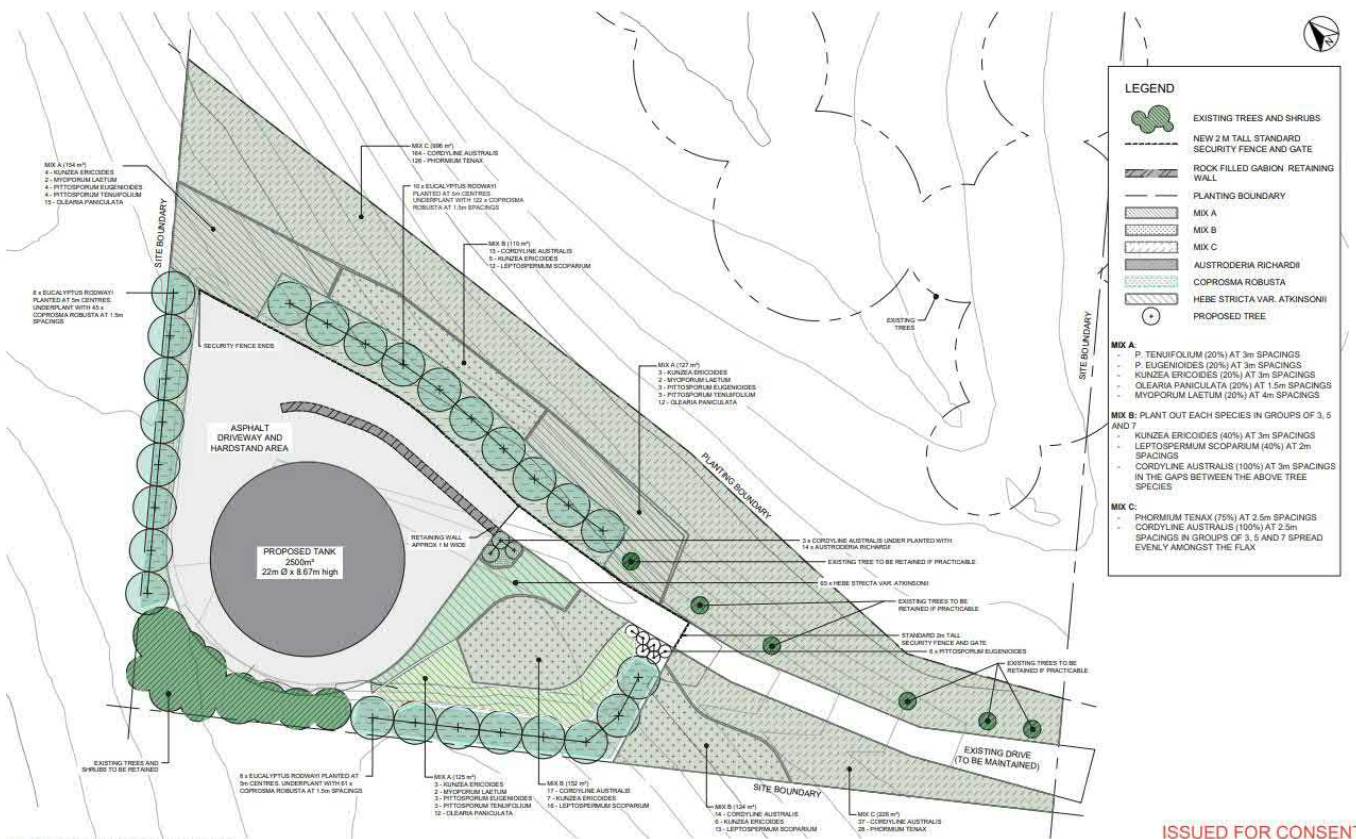 MIX C (996 m²)
164 - CORDYLINE AUSTRALIS
126 - PHORMIUM TENAX
MIX A (154 m²)
4 - KUNZEA ERICOIDES
2 - MYOPORUM LAETUM
4 - PITTOSPORUM EUGENIOIDES
4 - PITTOSPORUM TENUIFOLIUM
15 - OLEARIA PANICULATA
10 x EUCALYPTUS RODWAYI
PLANTED AT 5m CENTRES
UNDERPLANT WITH 122 x COPROSMA
ROBUSTA AT 1.5m SPACINGS
SITE BOUNDARY
MIX B (110 m²)
15 - CORDYLINE AUSTRALIS
5 - KUNZEA ERICOIDES
12 - LEPTOSPERMUM SCOPARIUM
8 x EUCALYPTUS RODWAYI
PLANTED AT 5m CENTRES
UNDERPLANT WITH 45 x
COPROSMA ROBUSTA AT 1.5m
SPACINGS
SECURITY FENCE ENDS
EXISTING
TREES
SITE BOUNDARY
MIX A (127 m²)
3 - KUNZEA ERICOIDES
2 - MYOPORUM LAETUM
3 - PITTOSPORUM EUGENIOIDES
3 - PITTOSPORUM TENUIFOLIUM
12 - OLEARIA PANICULATA
ASPHALT
DRIVEWAY AND
HARDSTAND AREA
PLANTING BOUNDARY
RETAINING WALL
APPROX 1 M WIDE
PROPOSED TANK
2500m³
22m Ø x 8.67m high
3 x CORDYLINE AUSTRALIS UNDER PLANTED WITH
14 x AUSTRODERIA RICHARDII
EXISTING TREE TO BE RETAINED IF PRACTICABLE
65 x HEBE STRICTA VAR. ATKINSONII
EXISTING TREES TO BE
RETAINED IF PRACTICABLE
STANDARD 2m TALL
SECURITY FENCE AND GATE
PITTOSPORUM EUGENIOIDES
EXISTING TREES TO BE
RETAINED IF PRACTICABLE
EXISTING DRIVE
(TO BE MAINTAINED)
EXISTING TREES AND
SHRUBS TO BE RETAINED
EUCALYPTUS RODWAYI PLANTED AT
5m CENTRES. UNDERPLANT WITH 61 x
COPROSMA ROBUSTA AT 1.5m SPACINGS
MIX A (125 m²)
3 - KUNZEA ERICOIDES
2 - MYOPORUM LAETUM
3 - PITTOSPORUM EUGENIOIDES
3 - PITTOSPORUM TENUIFOLIUM
12 - OLEARIA PANICULATA
MIX B (152 m²)
17 - CORDYLINE AUSTRALIS
7 - KUNZEA ERICOIDES
16 - LEPTOSPERMUM SCOPARIUM
SITE BOUNDARY
MIX B (124 m²)
14 - CORDYLINE AUSTRALIS
6 - KUNZEA ERICOIDES
13 - LEPTOSPERMUM SCOPARIUM
MIX C
37 - CORDYLINE AUSTRALIS
28 - PHORMIUM TENAX
N
LEGEND
EXISTING TREES AND SHRUBS
NEW 2 M TALL STANDARD
SECURITY FENCE AND GATE
ROCK FILLED GABION RETAINING
WALL
PLANTING BOUNDARY
MIX A
MIX B
MIX C
AUSTRODERIA RICHARDII
COPROSMA ROBUSTA
HEBE STRICTA VAR. ATKINSONII
PROPOSED TREE
MIX A:
- P. TENUIFOLIUM (20%) AT 3m SPACINGS
- P. EUGENIOIDES (20%) AT 3m SPACINGS
- KUNZEA ERICOIDES (20%) AT 3m SPACINGS
- OLEARIA PANICULATA (20%) AT 1.5m SPACINGS
- MYOPORUM LAETUM (20%) AT 4m SPACINGS
MIX B: PLANT OUT EACH SPECIES IN GROUPS OF 3, 5
AND 7
- KUNZEA ERICOIDES (40%) AT 3m SPACINGS
- LEPTOSPERMUM SCOPARIUM (40%) AT 2m
SPACINGS
- CORDYLINE AUSTRALIS (100%) AT 3m SPACINGS
IN THE GAPS BETWEEN THE ABOVE TREE
SPECIES
MIX C:
- PHORMIUM TENAX (75%) AT 2.5m SPACINGS
- CORDYLINE AUSTRALIS (100%) AT 2.5m
SPACINGS IN GROUPS OF 3, 5 AND 7 SPREAD
EVENLY AMONGST THE FLAX
ISSUED FOR CONSENT